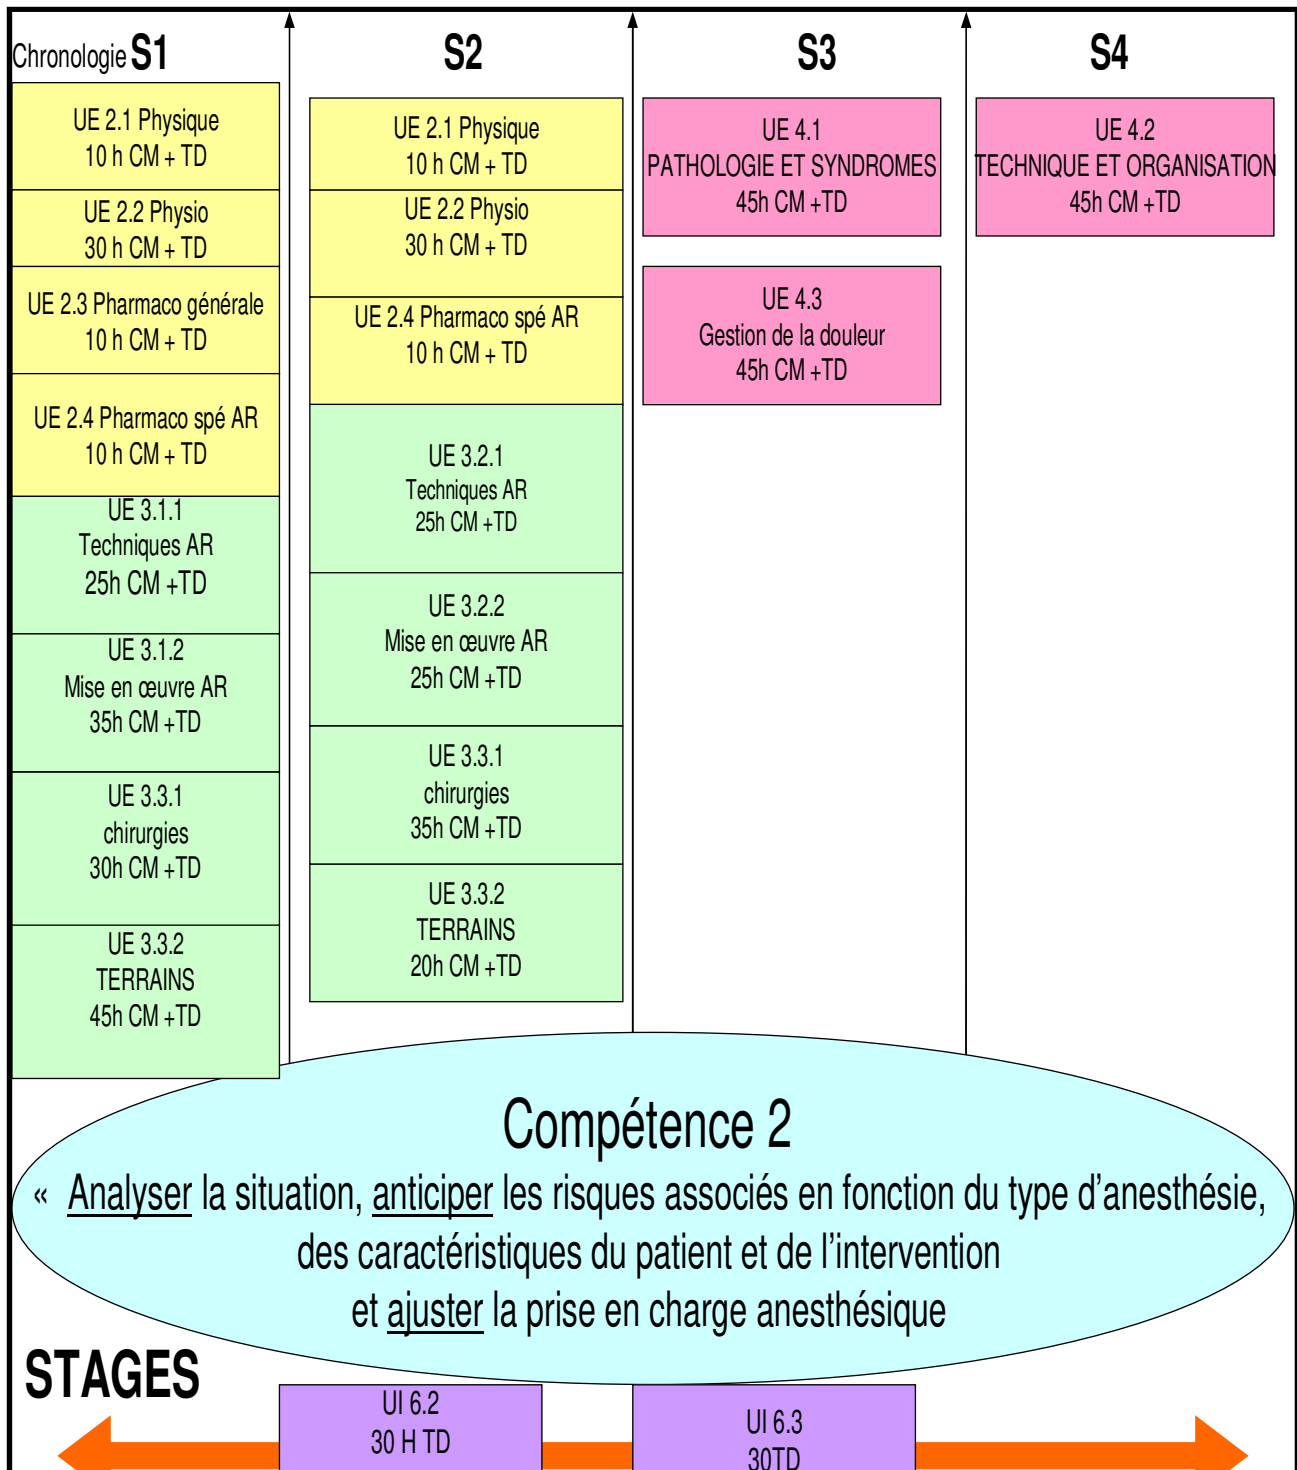 Chronologie S1
S2
S3
S4
UE 2.1 Physique
10 h CM + TD
UE 2.2 Physio
30 h CM + TD
UE 2.3 Pharmaco générale
10 h CM + TD
UE 2.4 Pharmaco spé AR
10 h CM + TD
UE 3.1.1
Techniques AR
25h CM +TD
UE 3.1.2
Mise en œuvre AR
35h CM +TD
UE 3.3.1
chirurgies
30h CM +TD
UE 3.3.2
TERRAINS
45h CM +TD
UE 2.1 Physique
10 h CM + TD
UE 2.2 Physio
30 h CM + TD
UE 2.4 Pharmaco spé AR
10 h CM + TD
UE 3.2.1
Techniques AR
25h CM +TD
UE 3.2.2
Mise en œuvre AR
25h CM +TD
UE 3.3.1
chirurgies
35h CM +TD
UE 3.3.2
TERRAINS
20h CM +TD
UE 4.1
PATHOLOGIE ET SYNDROMES
45h CM +TD
UE 4.3
Gestion de la douleur
45h CM +TD
UE 4.2
TECHNIQUE ET ORGANISATION
45h CM +TD
Compétence 2
« Analyser la situation, anticiper les risques associés en fonction du type d’anesthésie,
des caractéristiques du patient et de l’intervention
et ajuster la prise en charge anesthésique
STAGES
UI 6.2
30 H TD
UI 6.3
30TD